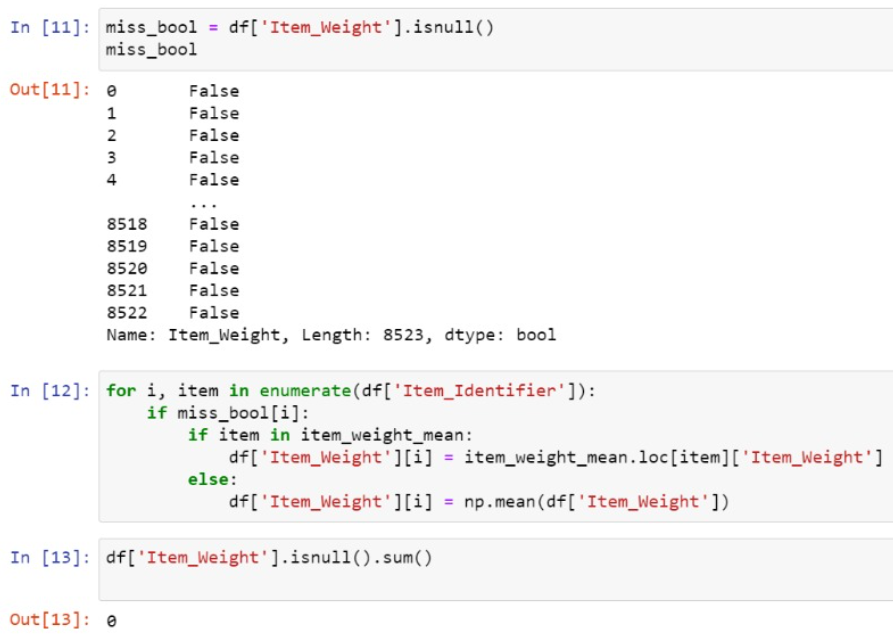 In [11]: miss_bool = df['Item_Weight'].isnull()
miss_bool
Out[11]: 0 False
1 False
2 False
3 False
4 False
...
8518 False
8519 False
8520 False
8521 False
8522 False
Name: Item_Weight, Length: 8523, dtype: bool
In [12]: for i, item in enumerate(df['Item_Identifier']):
if miss_bool[i]:
if item in item_weight_mean:
df['Item_Weight'][i] = item_weight_mean.loc[item]['Item_Weight']
else:
df['Item_Weight'][i] = np.mean(df['Item_Weight'])
In [13]: df['Item_Weight'].isnull().sum()
Out[13]: 0